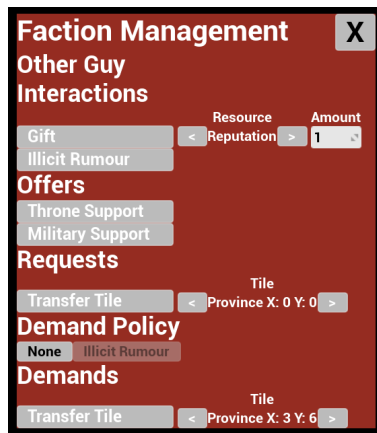 Faction Management X
Other Guy
Interactions
Resource Amount
Gift < Reputation > 1
Illicit Rumour
Offers
Throne Support
Military Support
Requests
Tile
Transfer Tile < Province X: 0 Y: 0 >
Demand Policy
None Illicit Rumour
Demands
Tile
Transfer Tile < Province X: 3 Y: 6 >